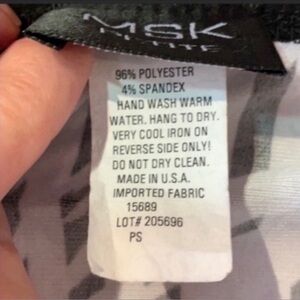 MSK
PETITE
96% POLYESTER
4% SPANDEX
HAND WASH WARM
WATER. HANG TO DRY.
VERY COOL IRON ON
REVERSE SIDE ONLY!
DO NOT DRY CLEAN.
MADE IN U.S.A.
IMPORTED FABRIC
15689
LOT# 205696
PS